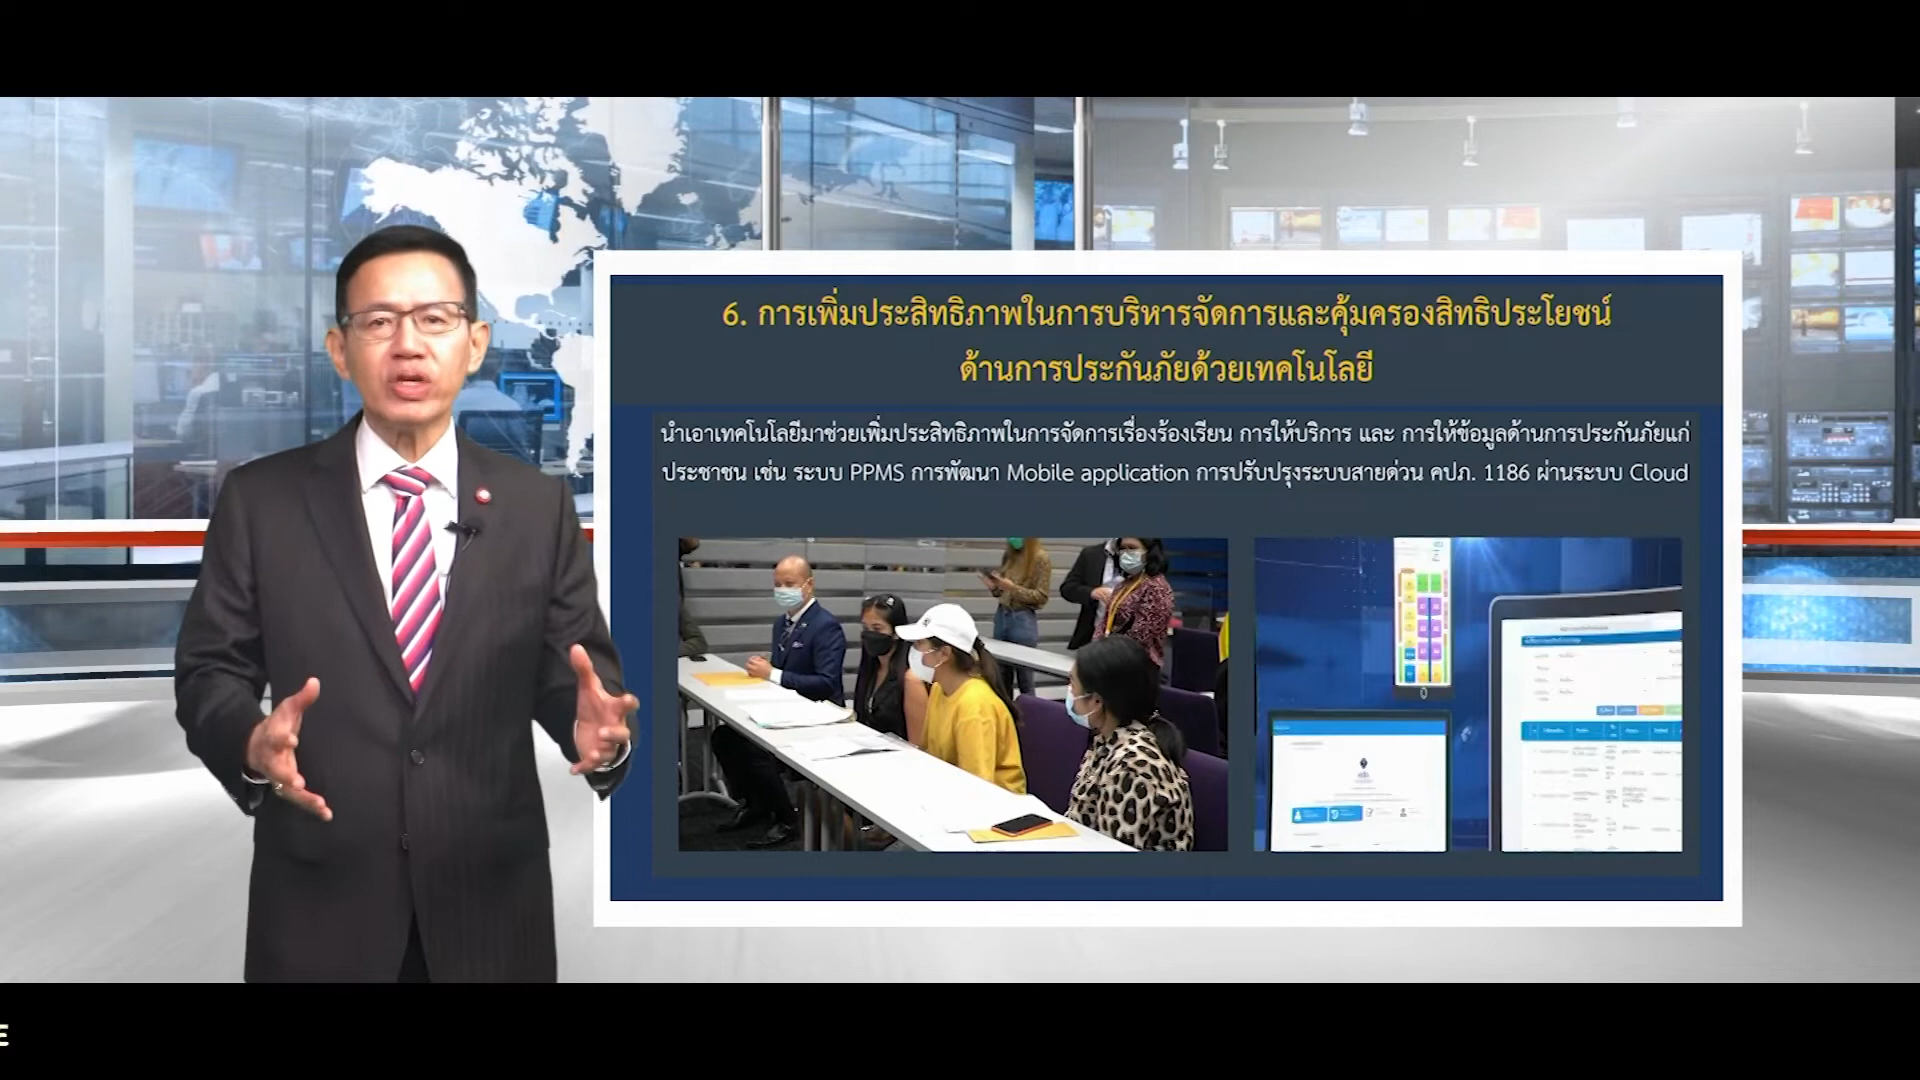 6. การเพิ่มประสิทธิภาพในการบริหารจัดการและคุ้มครองสิทธิประโยชน์
ด้านการประกันภัยด้วยเทคโนโลยี
นำเอาเทคโนโลยีมาช่วยเพิ่มประสิทธิภาพในการจัดการเรื่องร้องเรียน การให้บริการ และ การให้ข้อมูลด้านการประกันภัยแก่
ประชาชน เช่น ระบบ PPMS การพัฒนา Mobile application การปรับปรุงระบบสายด่วน คปภ. 1186 ผ่านระบบ Cloud
E